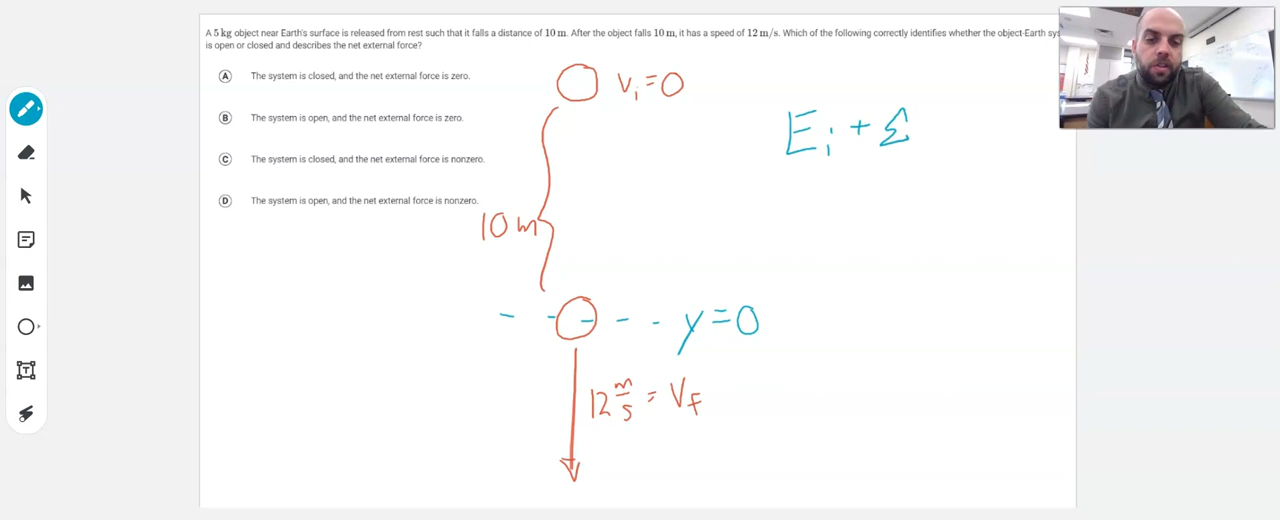 A 5 kg object near Earth's surface is released from rest such that it falls a distance of 10 m. After the object falls 10 m, it has a speed of 12 m/s. Which of the following correctly identifies whether the object-Earth
is open or closed and describes the net external force?
A The system is closed, and the net external force is zero.
B The system is open, and the net external force is zero.
C The system is closed, and the net external force is nonzero.
D The system is open, and the net external force is nonzero.
vi=0
Ei + Σ
10 m
y=0
12 m/s = Vf
T